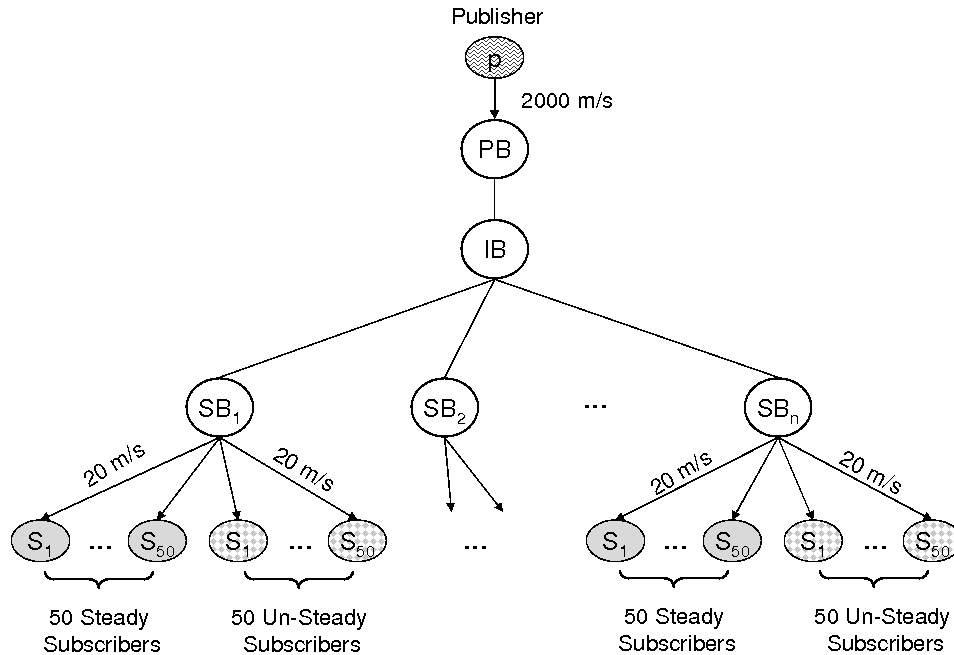 Publisher
p
2000 m/s
PB
IB
SB1 SB2 ... SBn
20 m/s 20 m/s 20 m/s 20 m/s
S1 ... S50 S1 ... S50 ... S1 ... S50 S1 ... S50
50 Steady 50 Un-Steady 50 Steady 50 Un-Steady
Subscribers Subscribers Subscribers Subscribers